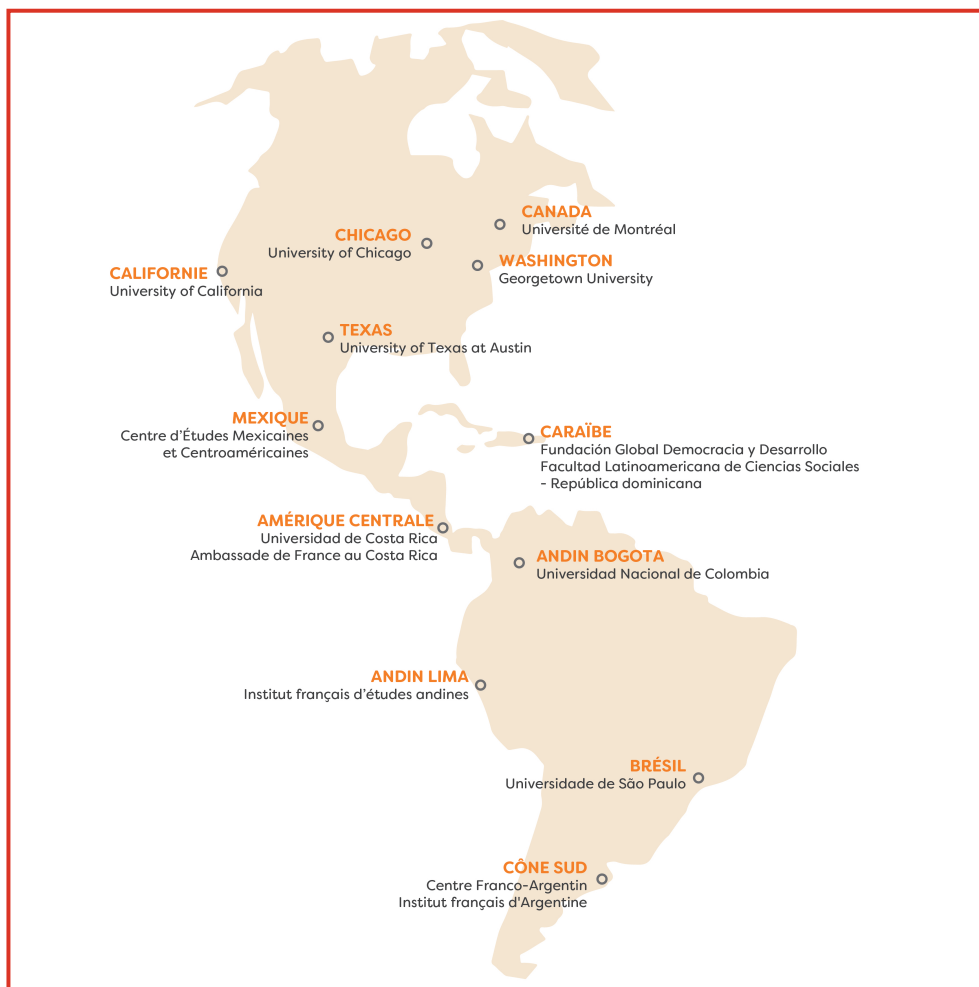 CANADA
Université de Montréal
CHICAGO
University of Chicago
WASHINGTON
Georgetown University
CALIFORNIE
University of California
TEXAS
University of Texas at Austin
MEXIQUE
Centre d'Études Mexicaines
et Centroaméricaines
CARAÏBE
Fundación Global Democracia y Desarrollo
Facultad Latinoamericana de Ciencias Sociales
- República dominicana
AMÉRIQUE CENTRALE
Universidad de Costa Rica
Ambassade de France au Costa Rica
ANDIN BOGOTA
Universidad Nacional de Colombia
ANDIN LIMA
Institut français d'études andines
BRÉSIL
Universidade de São Paulo
CÔNE SUD
Centre Franco-Argentin
Institut français d'Argentine